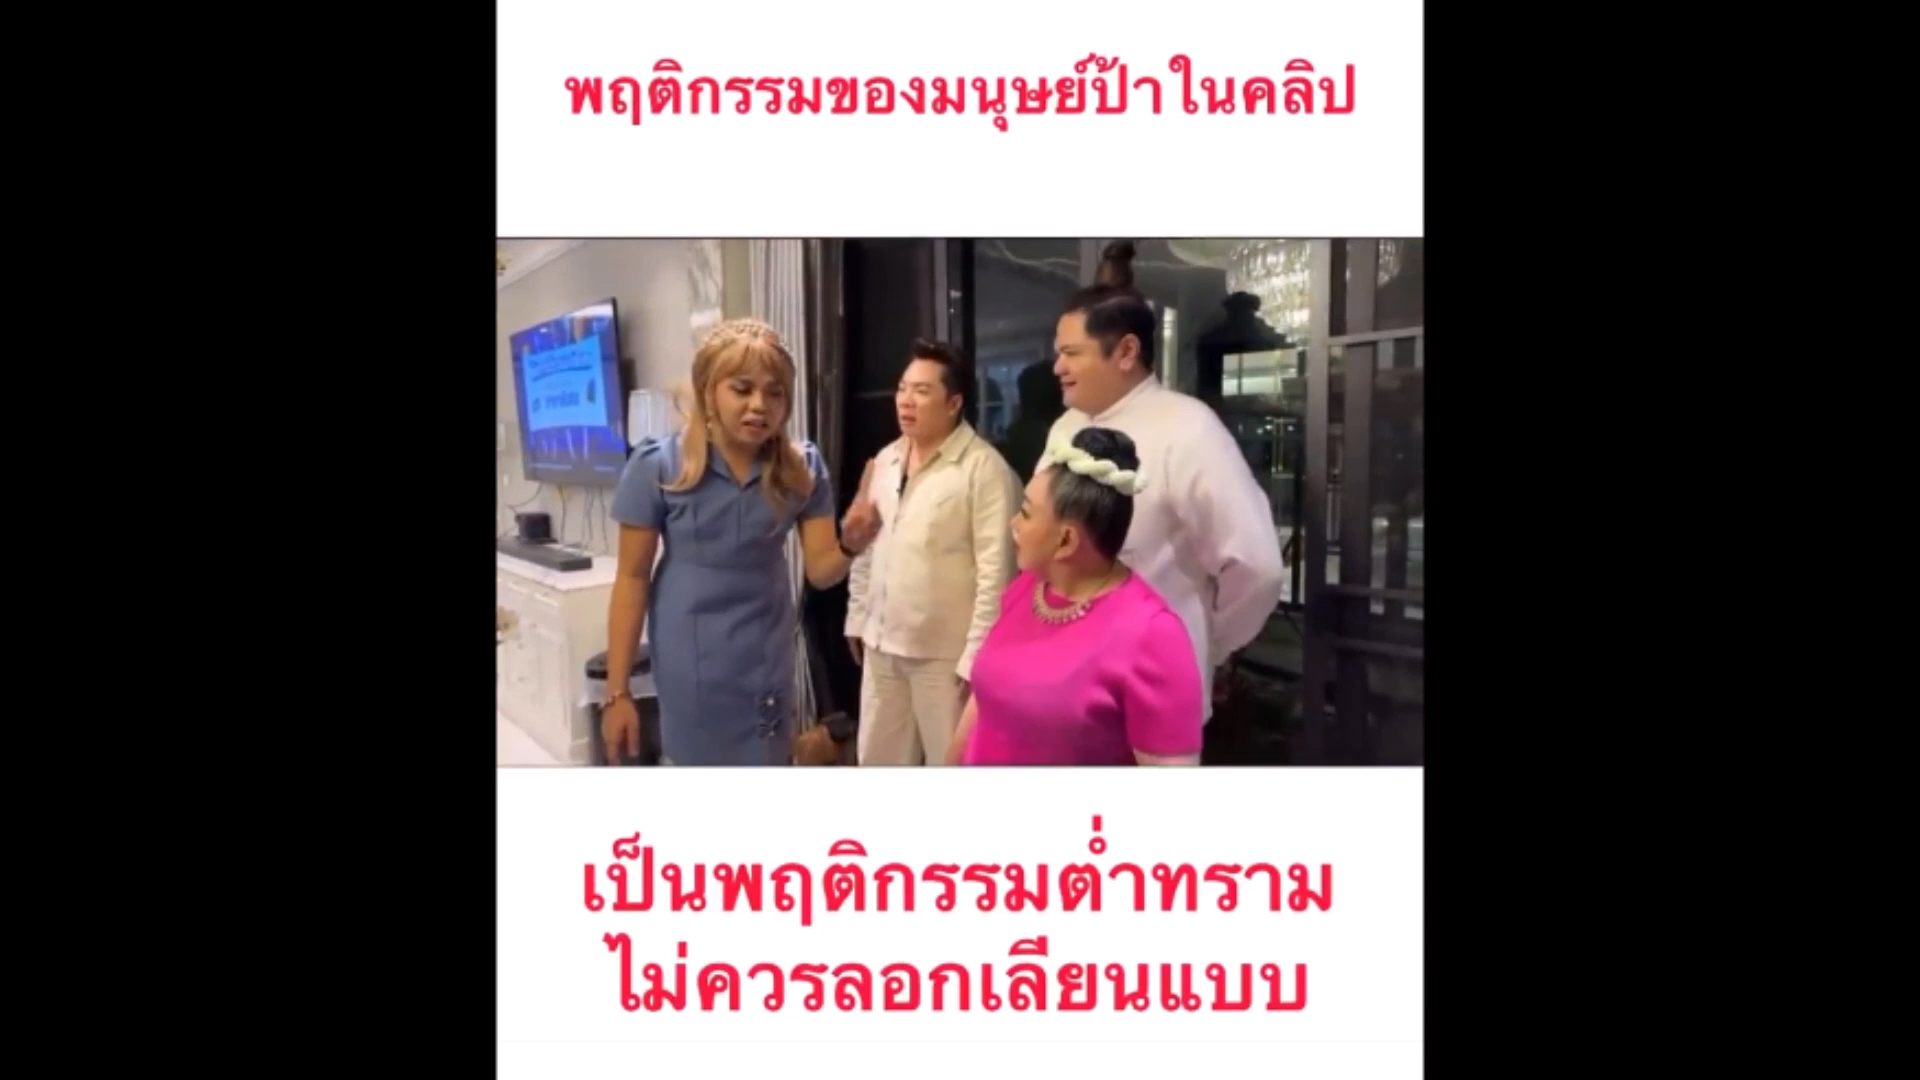 พฤติกรรมของมนุษย์ป้าในคลิป
เป็นพฤติกรรมต่ำทราม
ไม่ควรลอกเลียนแบบ